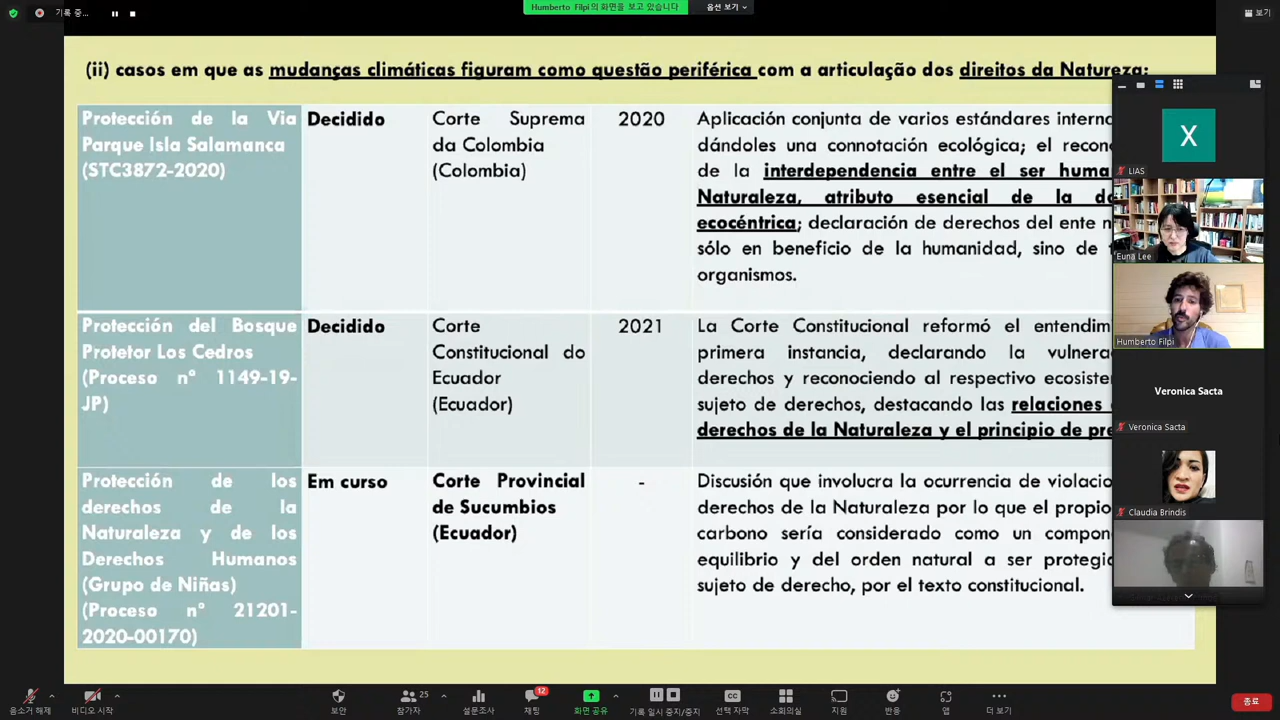 기록 중...
Humberto Filpi의 화면을 보고 있습니다
옵션 보기
보기
(ii) casos em que as mudanças climáticas figuram como questão periférica com a articulação dos direitos da Natureza:
Protección de la Via
Parque Isla Salamanca
(STC3872-2020)
Decidido
Corte Suprema
da Colombia
(Colombia)
2020
Aplicación conjunta de varios estándares interna
dándoles una connotación ecológica; el recon
de la interdependencia entre el ser huma
Naturaleza, atributo esencial de la do
ecocéntrica; declaración de derechos del ente n
sólo en beneficio de la humanidad, sino de
organismos.
Protección del Bosque
Protetor Los Cedros
(Proceso nº 1149-19-
JP)
Decidido
Corte
Constitucional do
Ecuador
(Ecuador)
2021
La Corte Constitucional reformó el entendim
primera instancia, declarando la vulnera
derechos y reconociendo al respectivo ecosiste
sujeto de derechos, destacando las relaciones
derechos de la Naturaleza y el principio de pre
Protección de los
derechos de la
Naturaleza y de los
Derechos Humanos
(Grupo de Niñas)
(Proceso nº 21201-
2020-00170)
Em curso
Corte Provincial
de Sucumbios
(Ecuador)
-
Discusión que involucra la ocurrencia de violacio
derechos de la Naturaleza por lo que el propio
carbono sería considerado como un compon
equilibrio y del orden natural a ser protegi
sujeto de derecho, por el texto constitucional.
X
LIAS
Euna Lee
Humberto Filpi
Veronica Sacta
Veronica Sacta
Claudia Brindis
음소거 해제
비디오 시작
보안
25
참가자
설문조사
12
채팅
화면 공유
기록 일시 중지/중지
CC
선택 자막
소회의실
지원
반응
앱
더 보기
종료